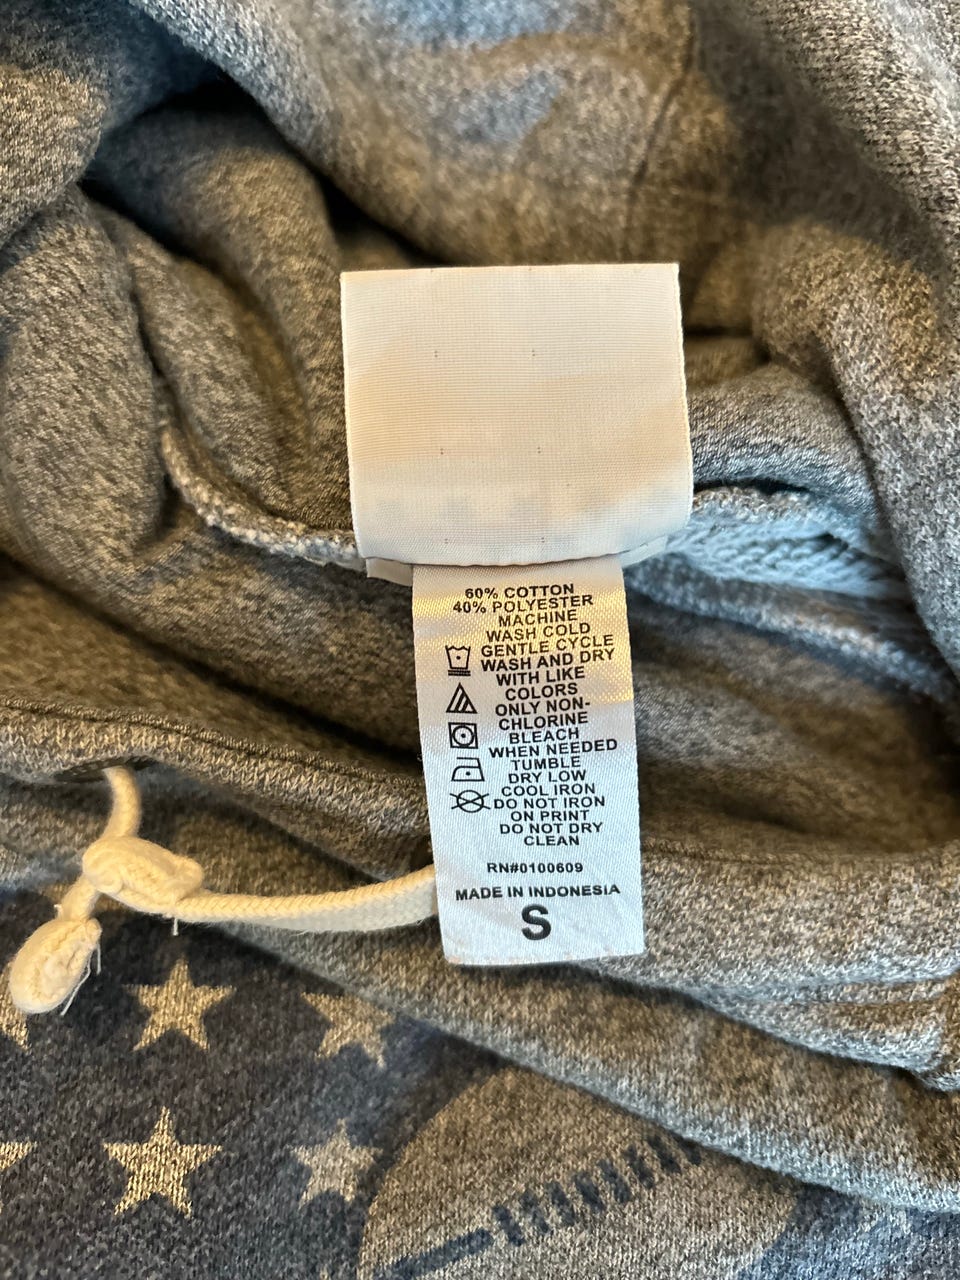 60% COTTON
40% POLYESTER
MACHINE
WASH COLD
GENTLE CYCLE
WASH AND DRY
WITH LIKE
COLORS
ONLY NON-
CHLORINE
BLEACH
WHEN NEEDED
TUMBLE
DRY LOW
COOL IRON
DO NOT IRON
ON PRINT
DO NOT DRY
CLEAN
RN#0100609
MADE IN INDONESIA
S